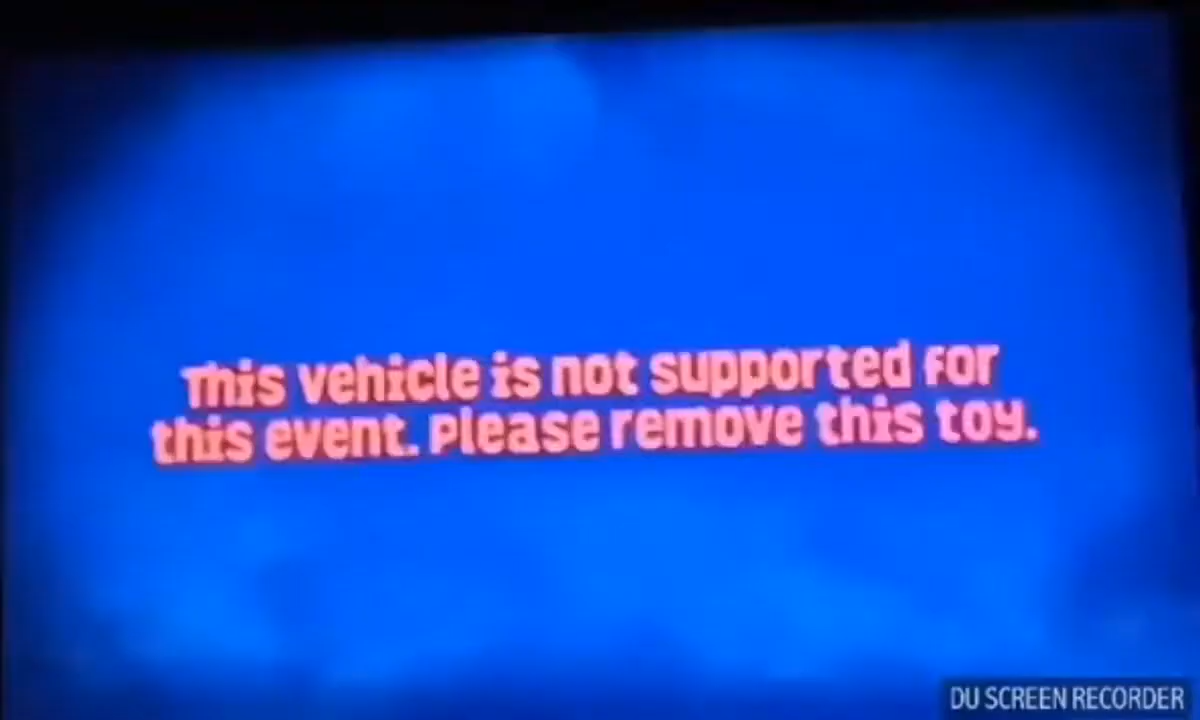 This vehicle is not supported for
this event. Please remove this toy.
DU SCREEN RECORDER